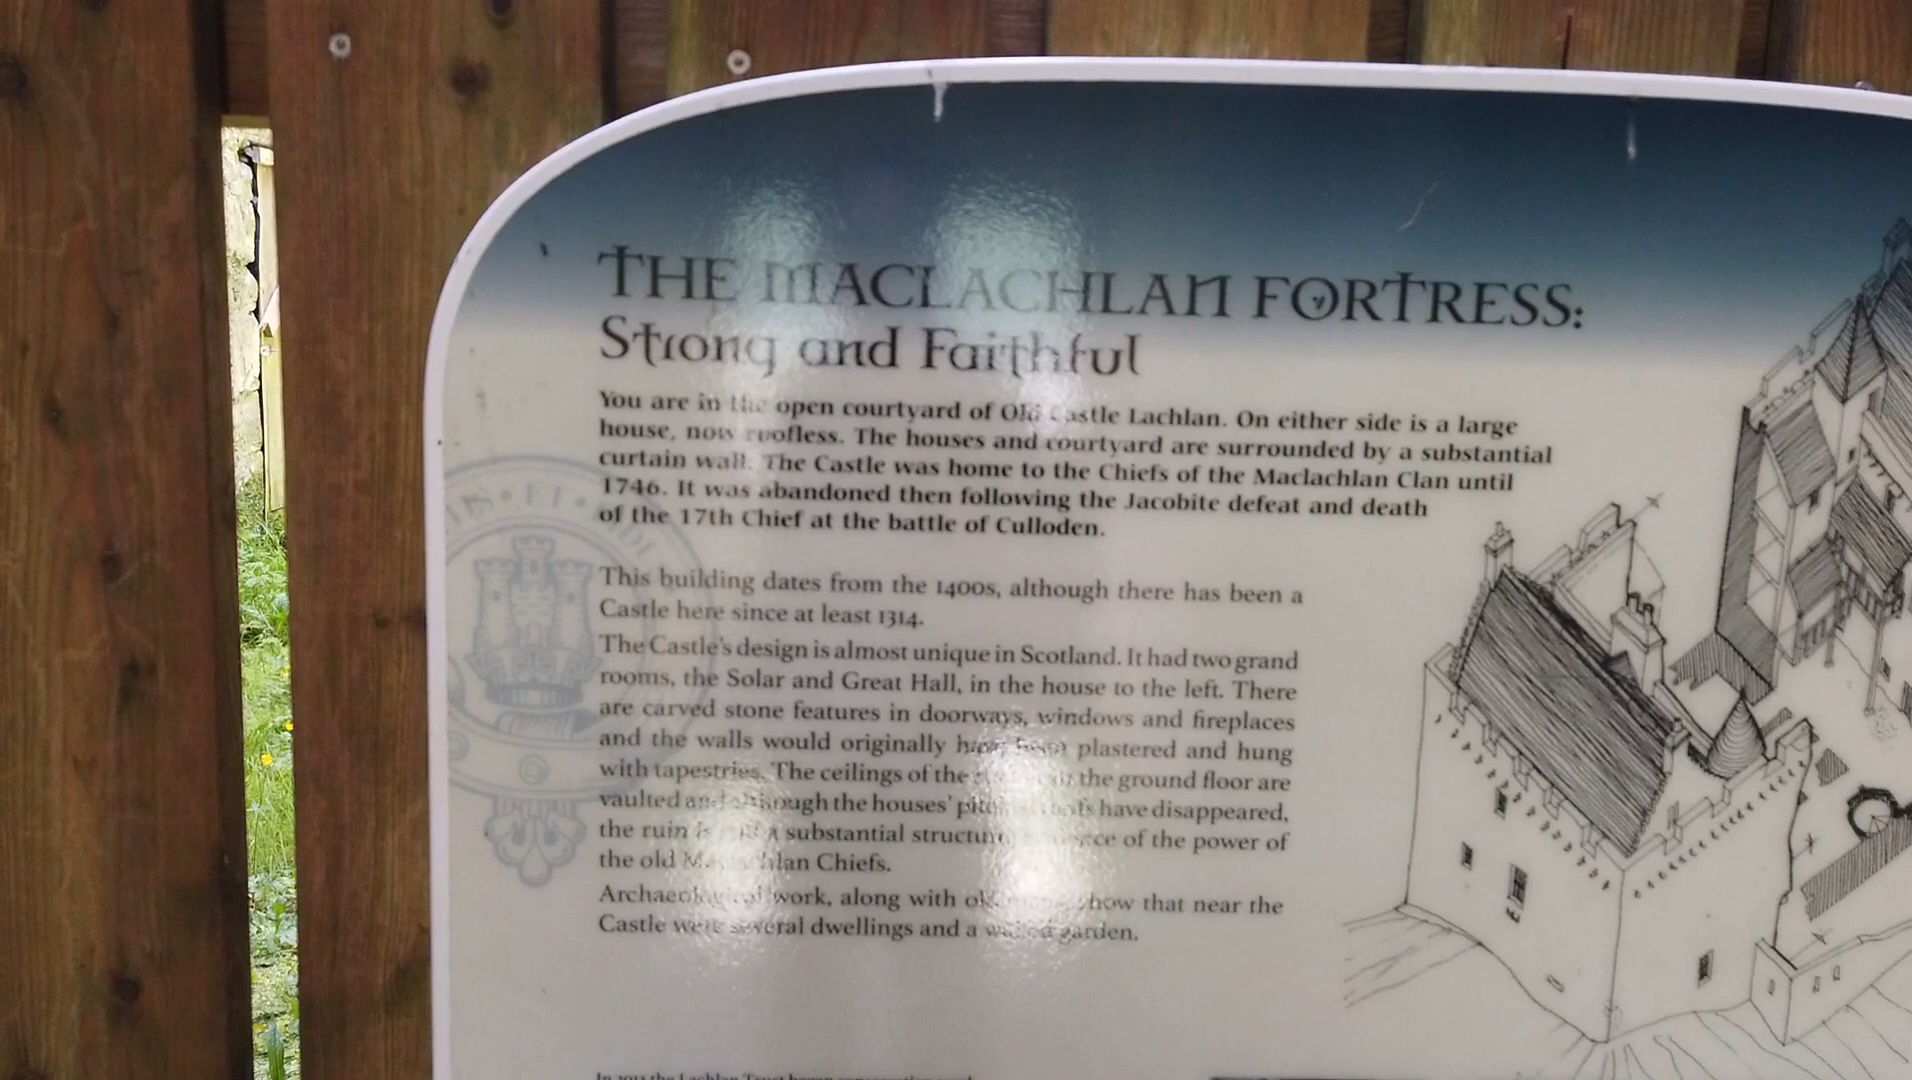 THE MACLACHLAN FORTRESS:
Strong and Faithful
You are in the open courtyard of Old Castle Lachlan. On either side is a large
house, now roofless. The houses and courtyard are surrounded by a substantial
curtain wall. The Castle was home to the Chiefs of the Maclachlan Clan until
1746. It was abandoned then following the Jacobite defeat and death
of the 17th Chief at the battle of Culloden.
This building dates from the 1400s, although there has been a
Castle here since at least 1314.
The Castle's design is almost unique in Scotland. It had two grand
rooms, the Solar and Great Hall, in the house to the left. There
are carved stone features in doorways, windows and fireplaces
and the walls would originally have been plastered and hung
with tapestries. The ceilings of the on the ground floor are
vaulted and although the houses' pitched roofs have disappeared,
the ruin is still a substantial structure, of the power of
the old Maclachlan Chiefs.
Archaeological work, along with old show that near the
Castle were several dwellings and a walled garden.
ET
the Lachlan Trust began